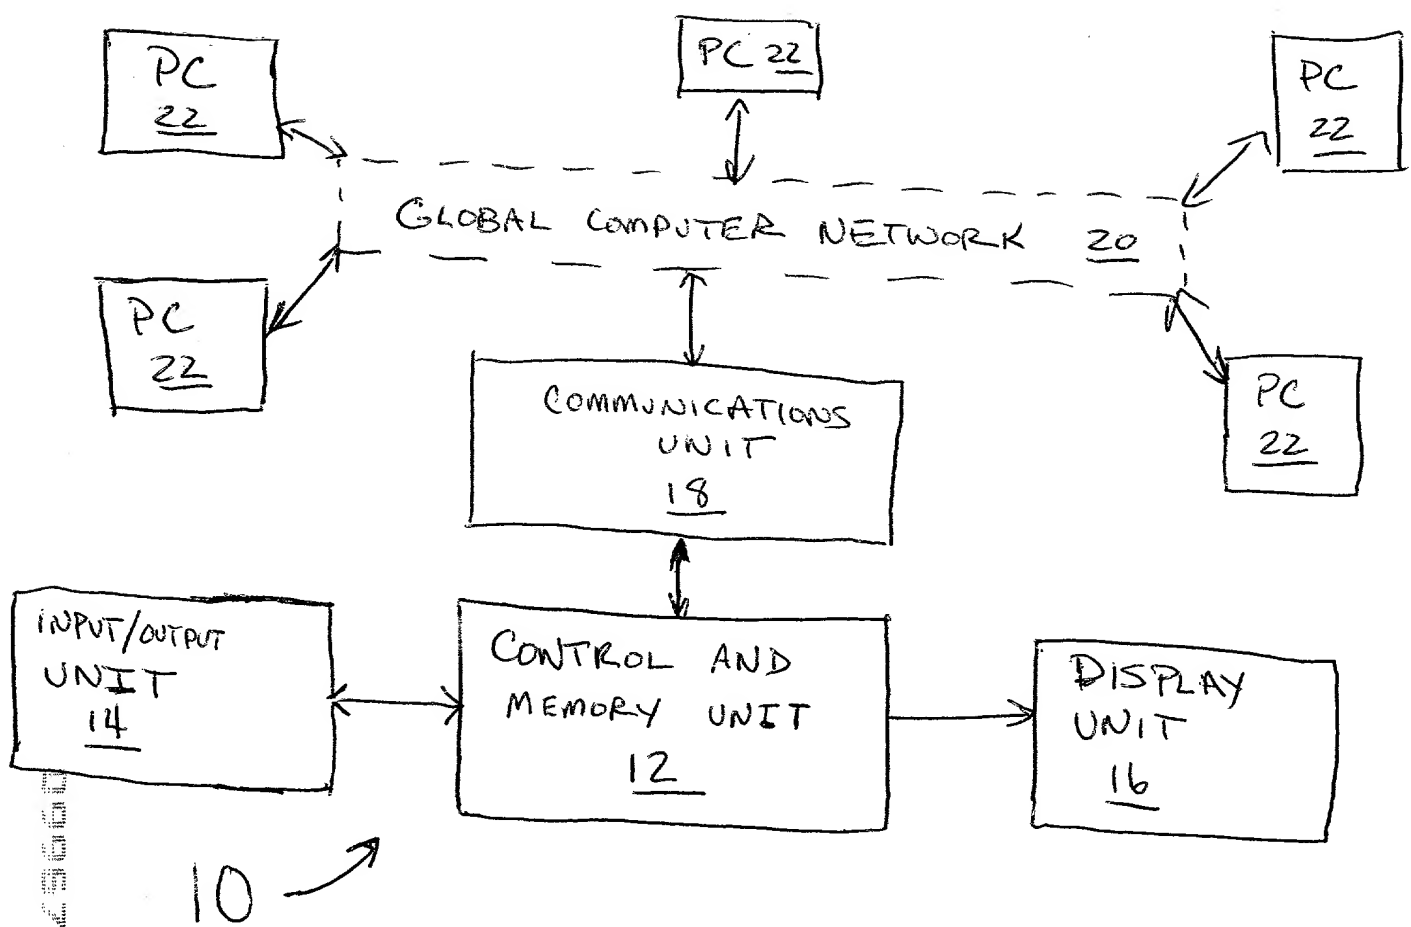 PC
22
PC 22
PC
22
GLOBAL COMPUTER NETWORK 20
PC
22
COMMUNICATIONS
UNIT
18
PC
22
INPUT/OUTPUT
UNIT
14
CONTROL AND
MEMORY UNIT
12
DISPLAY
UNIT
16
10